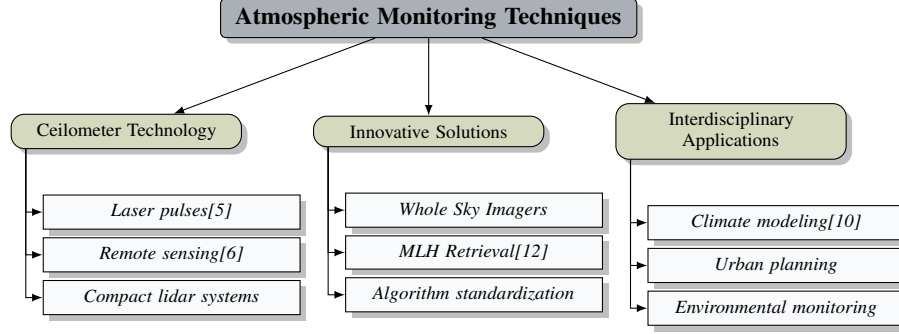 Atmospheric Monitoring Techniques
Ceilometer Technology
Laser pulses[5]
Remote sensing[6]
Compact lidar systems
Innovative Solutions
Whole Sky Imagers
MLH Retrieval[12]
Algorithm standardization
Interdisciplinary
Applications
Climate modeling[10]
Urban planning
Environmental monitoring